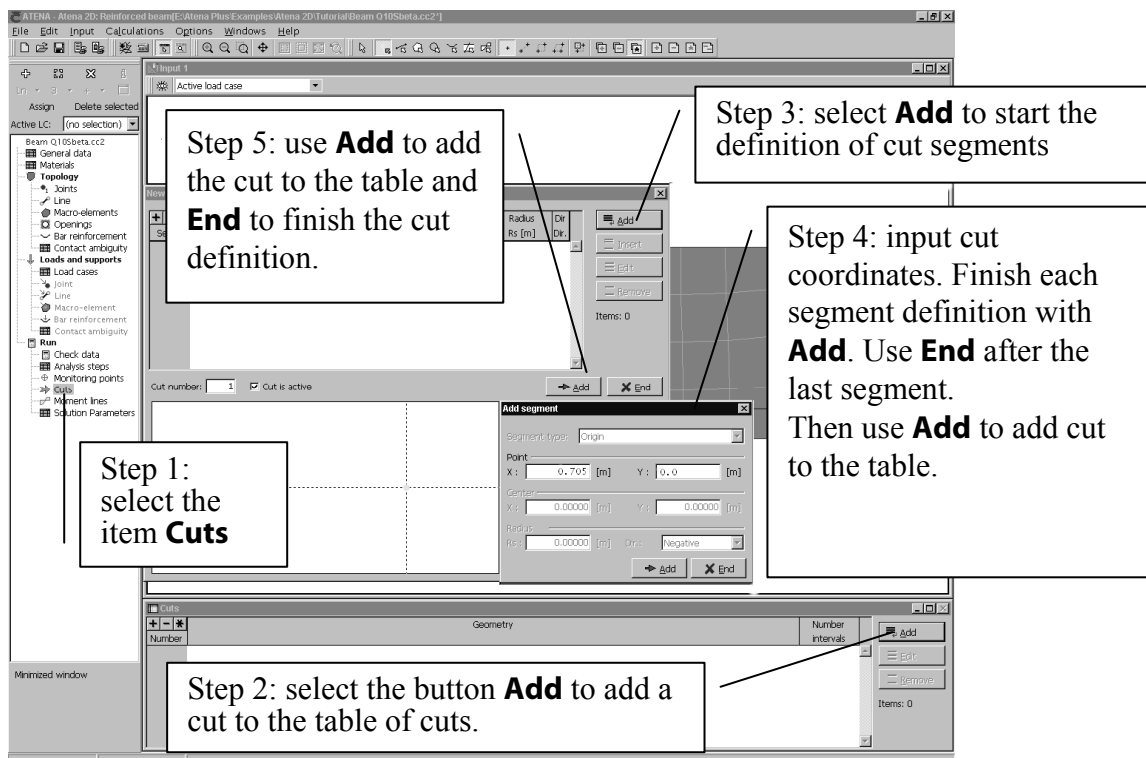 ATENA - Atena 2D: Reinforced beam[E:\Atena Plus\Examples\Atena 2D\Tutorial\Beam Q10Sbeta.cc2*]
File Edit Input Calculations Options Windows Help
Input 1
Active load case
Ln 3
Assign Delete selected
Active LC: (no selection)
Beam Q10Sbeta.cc2
General data
Materials
Topology
Joints
Line
Macro-elements
Openings
Bar reinforcement
Contact ambiguity
Loads and supports
Load cases
Joint
Line
Macro-element
Bar reinforcement
Contact ambiguity
Run
Check data
Analysis steps
Monitoring points
Cuts
Moment lines
Solution Parameters
Minimized window
Step 5: use Add to add
the cut to the table and
End to finish the cut
definition.
Step 3: select Add to start the
definition of cut segments
Step 4: input cut
coordinates. Finish each
segment definition with
Add. Use End after the
last segment.
Then use Add to add cut
to the table.
New
Radius Dir
Rs [m] Dir.
Add
Insert
Edit
Remove
Items: 0
Cut number: 1 Cut is active
Add End
Add segment
Segment type: Origin
Point
X : 0.705 [m] Y : 0.0 [m]
Center
X : 0.00000 [m] Y : 0.00000 [m]
Radius
Rs : 0.00000 [m] Dir.: Negative
Add End
Step 1:
select the
item Cuts
Cuts
Number
Geometry
Number
intervals
Add
Edit
Remove
Items: 0
Step 2: select the button Add to add a
cut to the table of cuts.